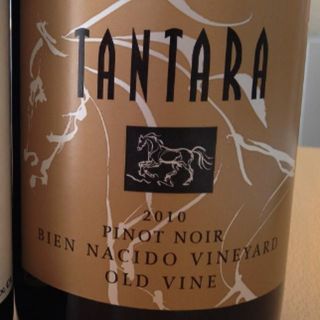 TANTARA
2010
PINOT NOIR
BIEN NACIDO VINEYARD
OLD VINE